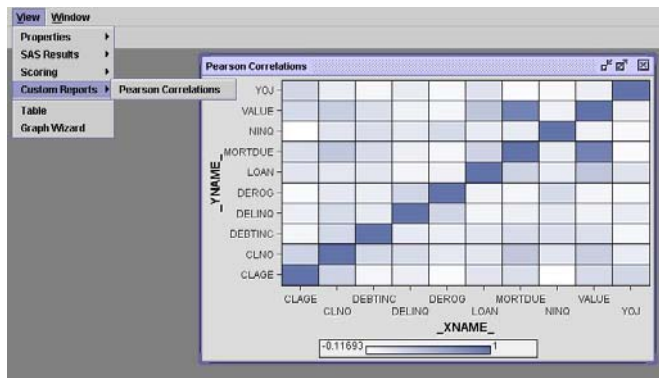 View Window
Properties
SAS Results
Scoring
Custom Reports
Pearson Correlations
Table
Graph Wizard
Pearson Correlations
YOJ
VALUE
NINQ
MORTDUE
LOAN
DEROG
DELINQ
DEBTINC
CLNO
CLAGE
_YNAME_
CLAGE DEBTINC DEROG MORTDUE VALUE
CLNO DELINQ LOAN NINQ YOJ
_XNAME_
-0.11693 1